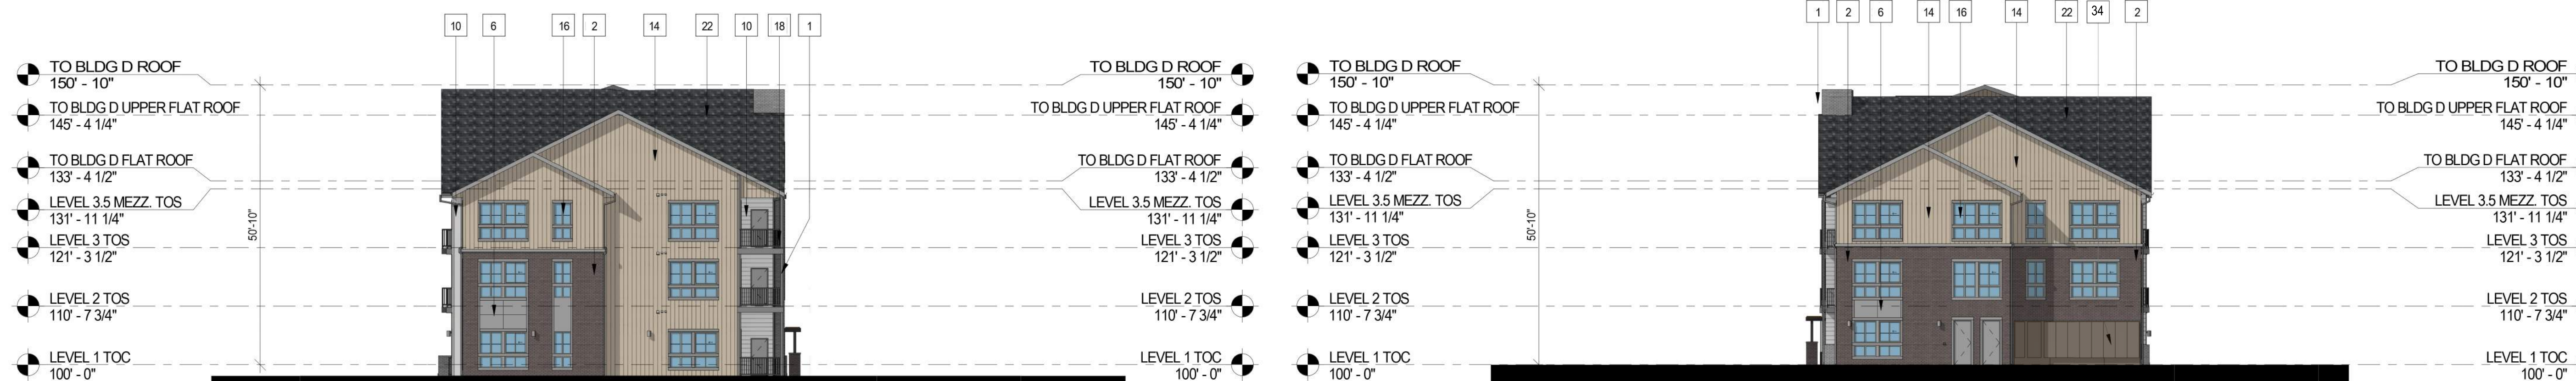 10 6 16 2 14 22 10 18 1
TO BLDG D ROOF
150' - 10"
TO BLDG D UPPER FLAT ROOF
145' - 4 1/4"
TO BLDG D FLAT ROOF
133' - 4 1/2"
LEVEL 3.5 MEZZ. TOS
131' - 11 1/4"
LEVEL 3 TOS
121' - 3 1/2"
LEVEL 2 TOS
110' - 7 3/4"
LEVEL 1 TOC
100' - 0"
50'-10"
TO BLDG D ROOF
150' - 10"
TO BLDG D UPPER FLAT ROOF
145' - 4 1/4"
TO BLDG D FLAT ROOF
133' - 4 1/2"
LEVEL 3.5 MEZZ. TOS
131' - 11 1/4"
LEVEL 3 TOS
121' - 3 1/2"
LEVEL 2 TOS
110' - 7 3/4"
LEVEL 1 TOC
100' - 0"
1 2 6 14 16 14 22 34 2
TO BLDG D ROOF
150' - 10"
TO BLDG D UPPER FLAT ROOF
145' - 4 1/4"
TO BLDG D FLAT ROOF
133' - 4 1/2"
LEVEL 3.5 MEZZ. TOS
131' - 11 1/4"
LEVEL 3 TOS
121' - 3 1/2"
LEVEL 2 TOS
110' - 7 3/4"
LEVEL 1 TOC
100' - 0"
50'-10"
TO BLDG D ROOF
150' - 10"
TO BLDG D UPPER FLAT ROOF
145' - 4 1/4"
TO BLDG D FLAT ROOF
133' - 4 1/2"
LEVEL 3.5 MEZZ. TOS
131' - 11 1/4"
LEVEL 3 TOS
121' - 3 1/2"
LEVEL 2 TOS
110' - 7 3/4"
LEVEL 1 TOC
100' - 0"